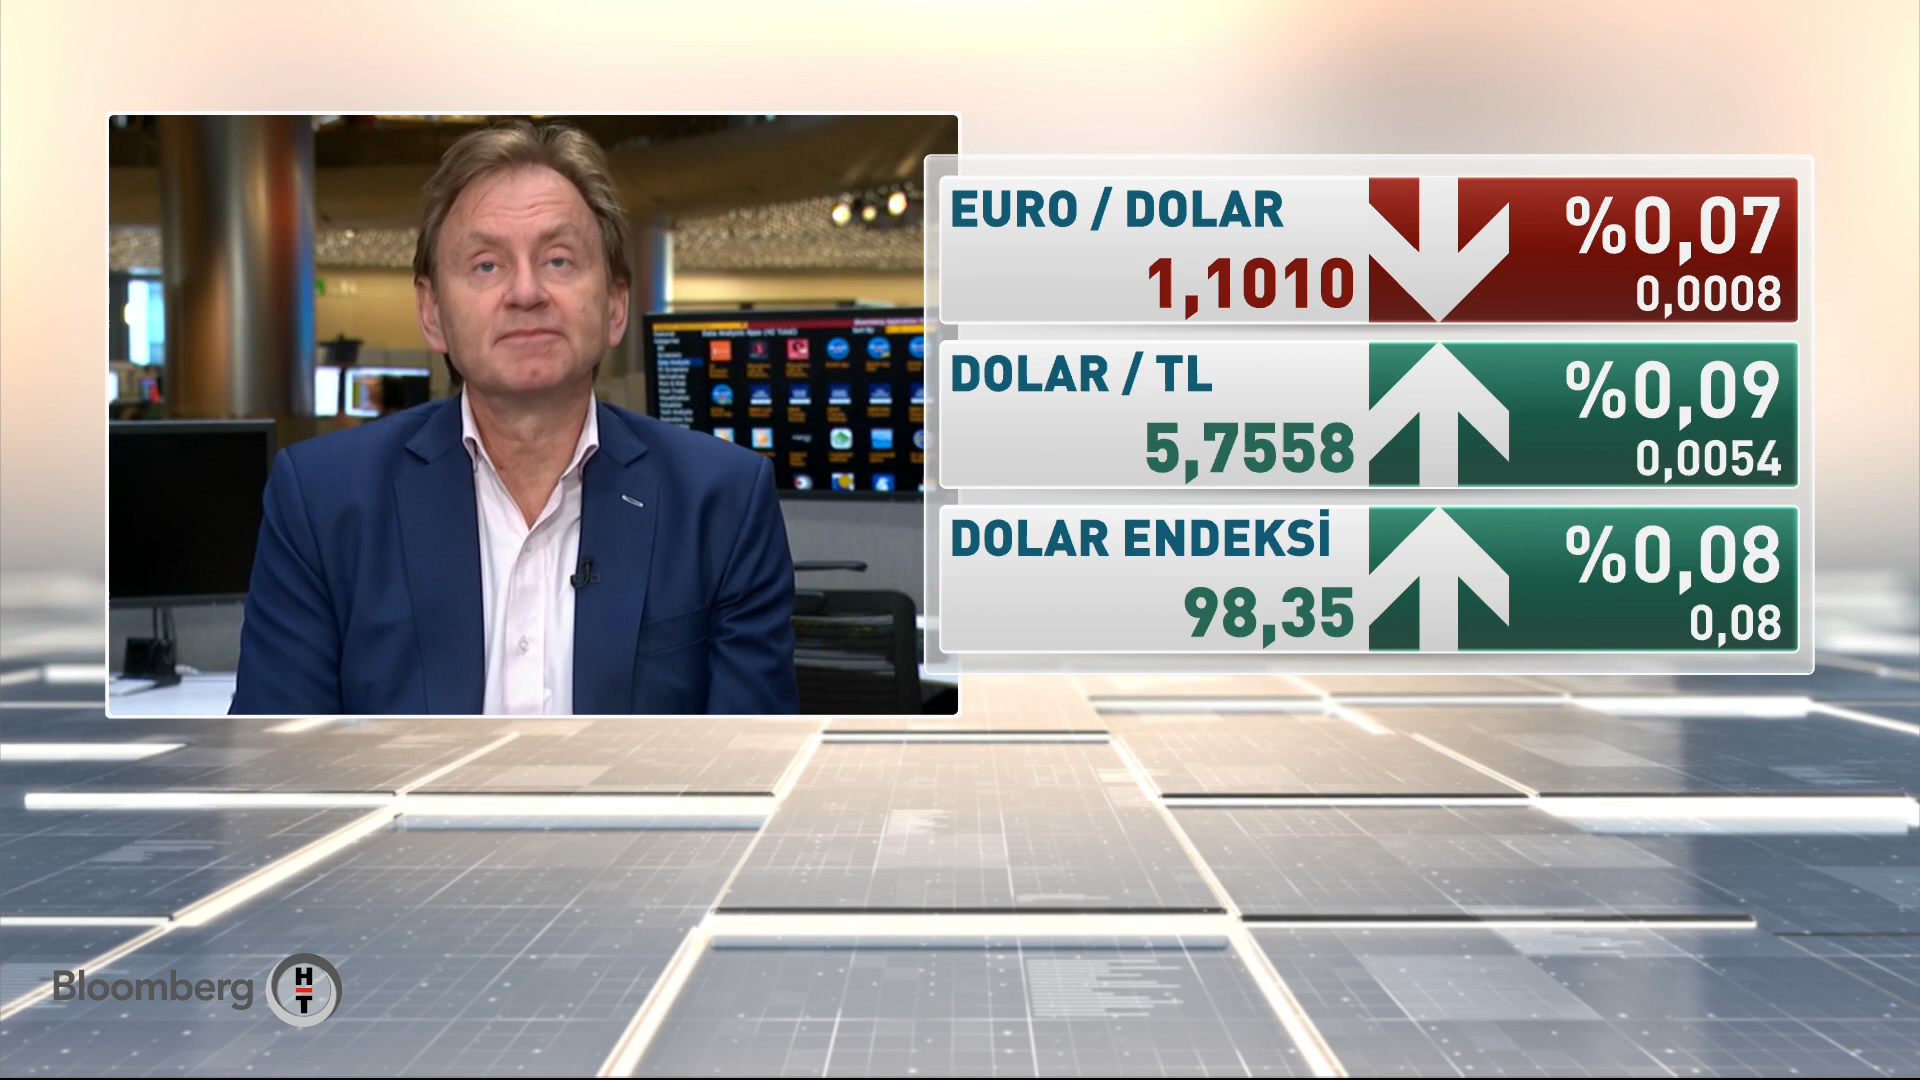 EURO / DOLAR
1,1010
%0,07
0,0008
DOLAR / TL
5,7558
%0,09
0,0054
DOLAR ENDEKSİ
98,35
%0,08
0,08
Bloomberg HT